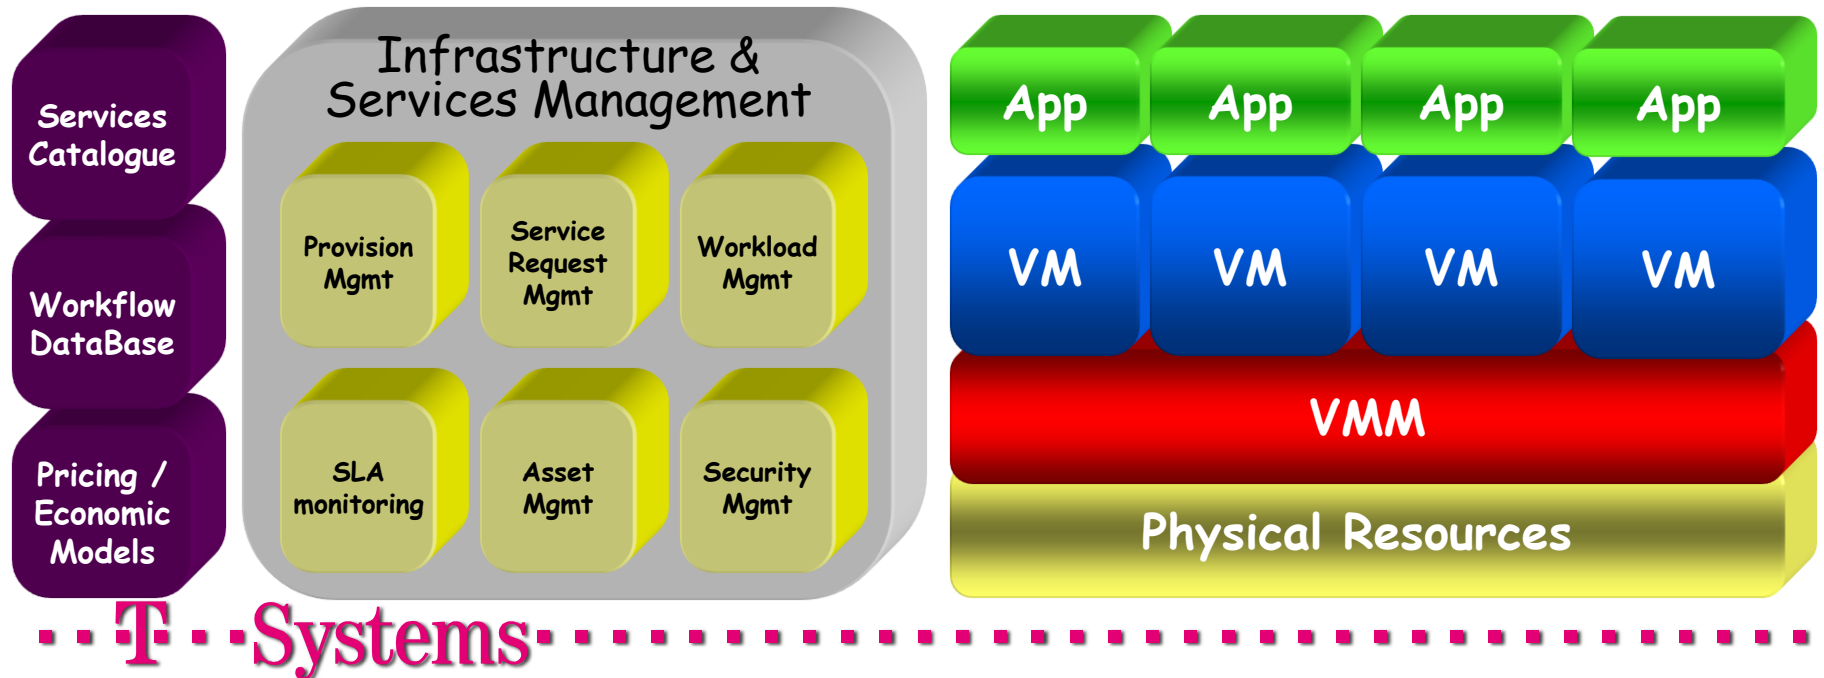 Services
Catalogue
Workflow
DataBase
Pricing /
Economic
Models
Infrastructure &
Services Management
Provision
Mgmt
Service
Request
Mgmt
Workload
Mgmt
SLA
monitoring
Asset
Mgmt
Security
Mgmt
App
App
App
App
VM
VM
VM
VM
VMM
Physical Resources
T Systems